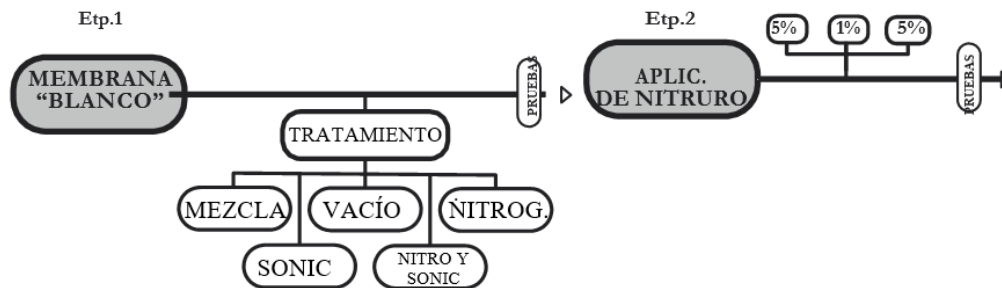 Etp.1
MEMBRANA
“BLANCO”
TRATAMIENTO
MEZCLA
VACÍO
NITROG.
SONIC
NITRO Y
SONIC
PRUEBAS
Etp.2
APLIC.
DE NITRURO
5%
1%
5%
PRUEBAS